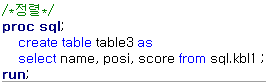 /*정렬*/
proc sql;
create table table3 as
select name, posi, score from sql.kbl1 ;
run;